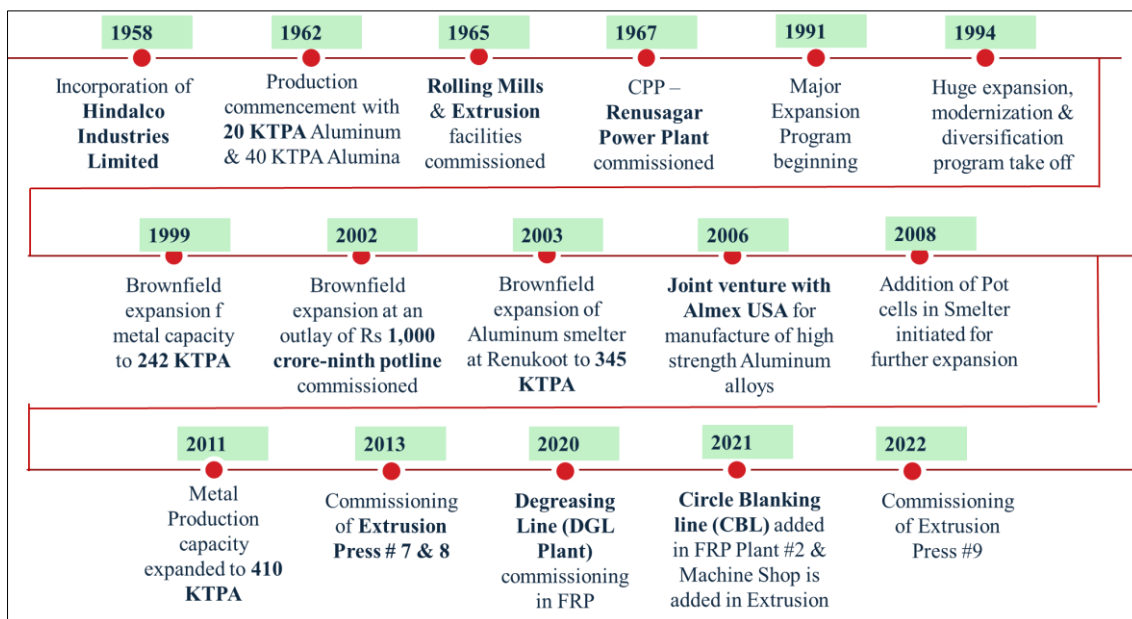 1958
Incorporation of
Hindalco
Industries
Limited
1962
Production
commencement with
20 KTPA Aluminum
& 40 KTPA Alumina
1965
Rolling Mills
& Extrusion
facilities
commissioned
1967
CPP –
Renusagar
Power Plant
commissioned
1991
Major
Expansion
Program
beginning
1994
Huge expansion,
modernization &
diversification
program take off
1999
Brownfield
expansion f
metal capacity
to 242 KTPA
2002
Brownfield
expansion at an
outlay of Rs 1,000
crore-ninth potline
commissioned
2003
Brownfield
expansion of
Aluminum smelter
at Renukoot to 345
KTPA
2006
Joint venture with
Almex USA for
manufacture of high
strength Aluminum
alloys
2008
Addition of Pot
cells in Smelter
initiated for
further expansion
2011
Metal
Production
capacity
expanded to 410
KTPA
2013
Commissioning
of Extrusion
Press # 7 & 8
2020
Degreasing
Line (DGL
Plant)
commissioning
in FRP
2021
Circle Blanking
line (CBL) added
in FRP Plant #2 &
Machine Shop is
added in Extrusion
2022
Commissioning
of Extrusion
Press #9